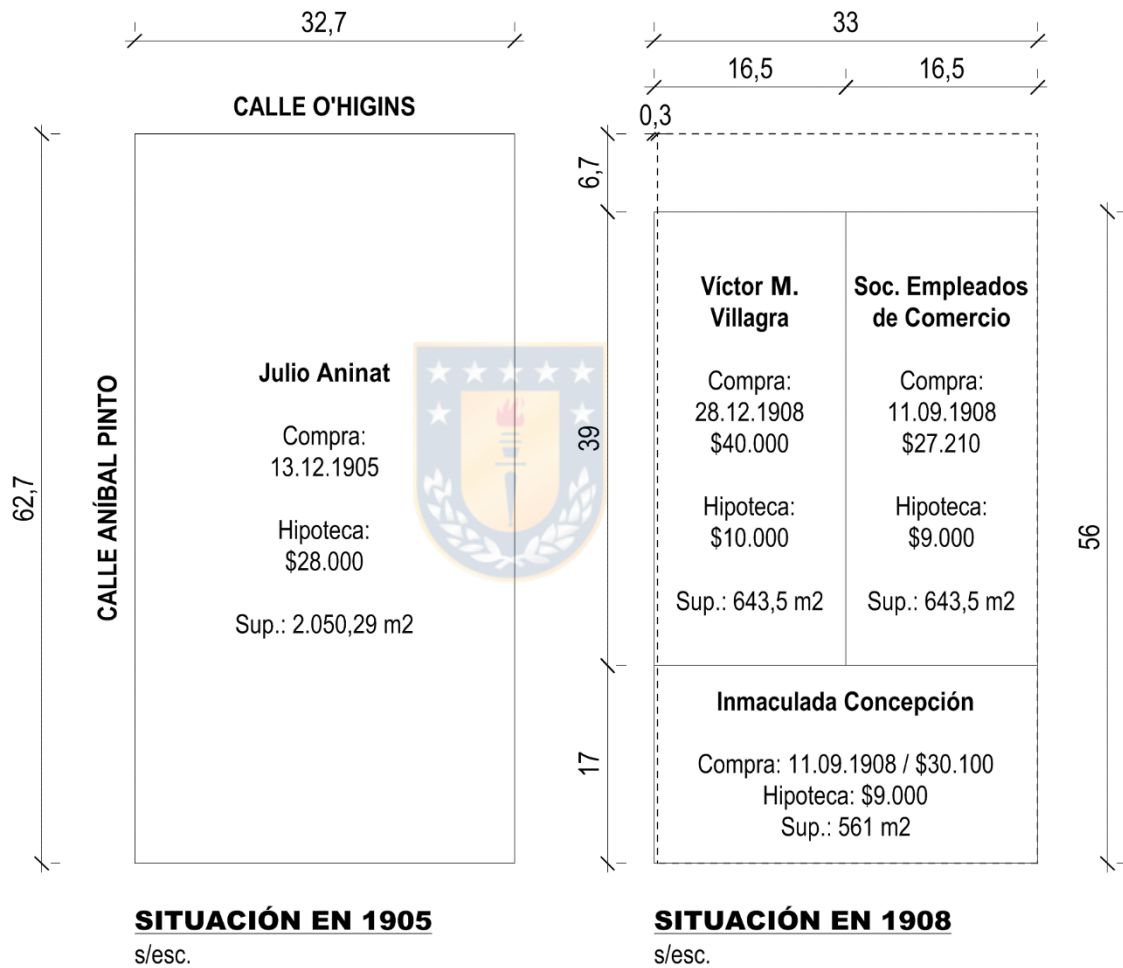 32,7
CALLE O'HIGINS
CALLE ANÍBAL PINTO
62,7
Julio Aninat
Compra:
13.12.1905
Hipoteca:
$28.000
Sup.: 2.050,29 m2
SITUACIÓN EN 1905
s/esc.
33
16,5
16,5
0,3
6,7
39
17
56
Víctor M.
Villagra
Compra:
28.12.1908
$40.000
Hipoteca:
$10.000
Sup.: 643,5 m2
Soc. Empleados
de Comercio
Compra:
11.09.1908
$27.210
Hipoteca:
$9.000
Sup.: 643,5 m2
Inmaculada Concepción
Compra: 11.09.1908 / $30.100
Hipoteca: $9.000
Sup.: 561 m2
SITUACIÓN EN 1908
s/esc.